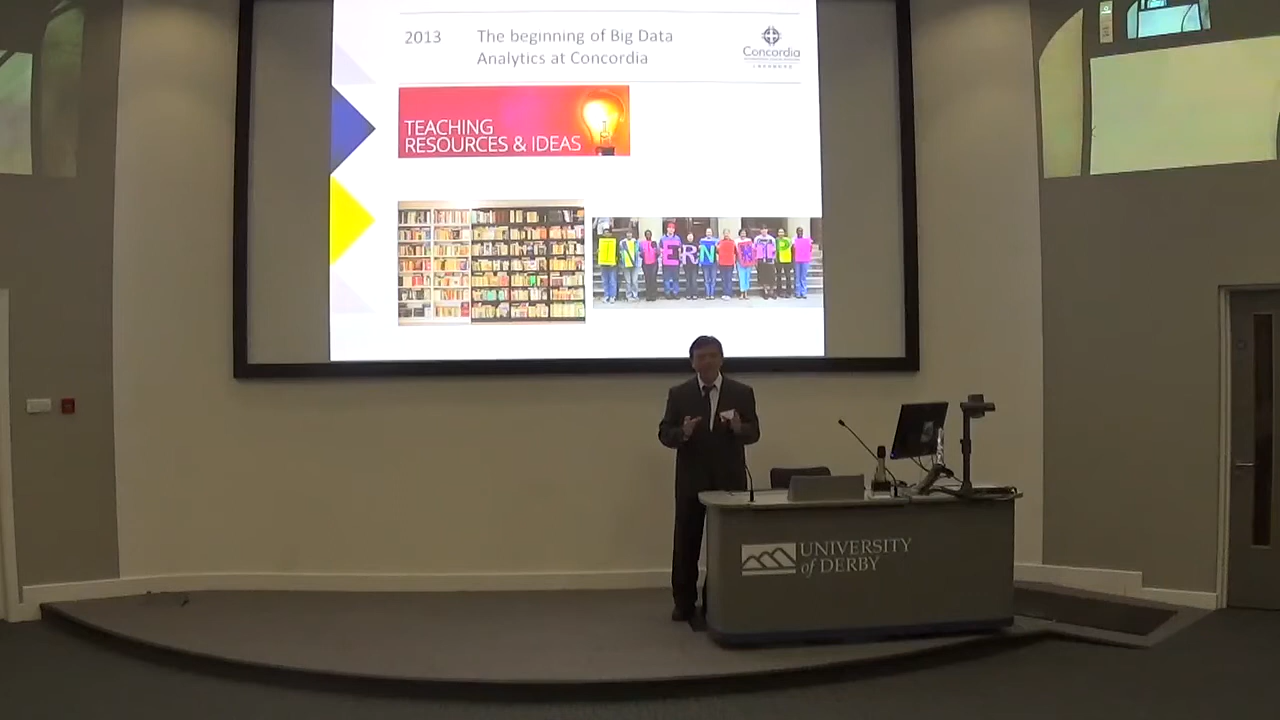 2013
The beginning of Big Data
Analytics at Concordia
Concordia
TEACHING
RESOURCES & IDEAS
UNIVERSITY
of DERBY